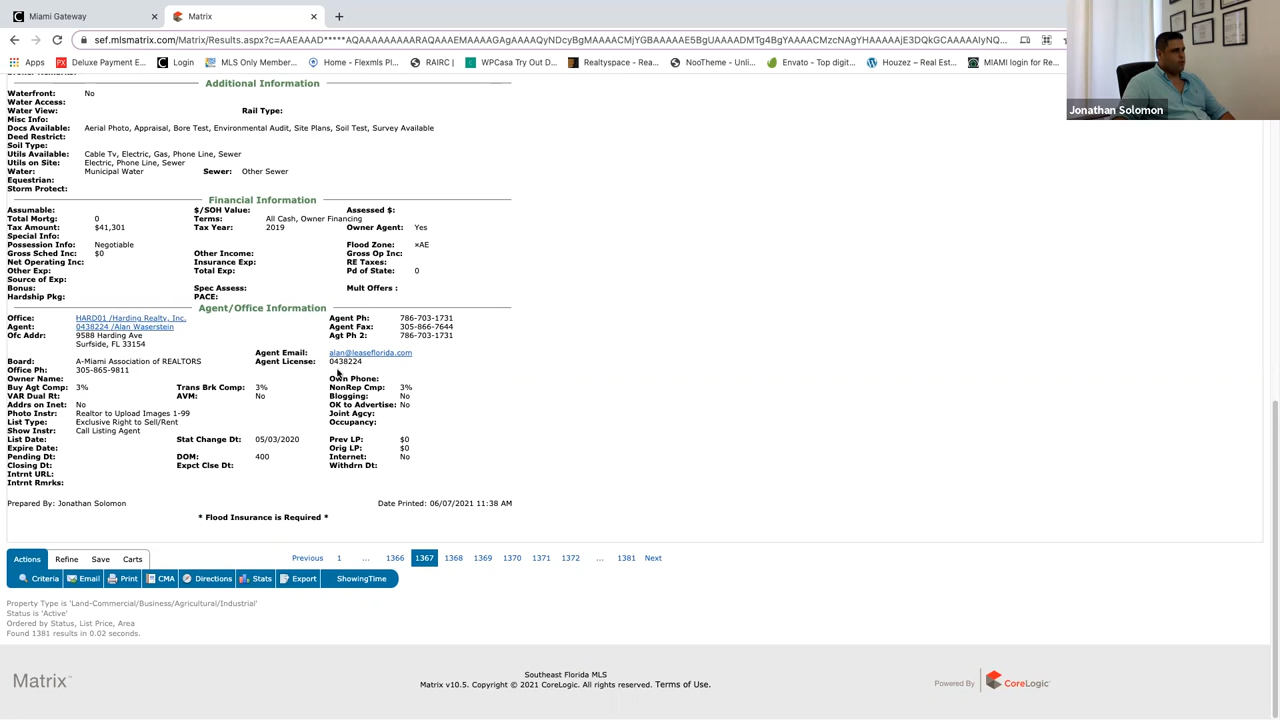 Miami Gateway
Matrix
sef.mlsmatrix.com/Matrix/Results.aspx?c=AAEAAAD*****AQAAAAAAAAARAQAAAEMAAAAGAgAAAAQyNDcyBgMAAAACMjYGBAAAAAE5BgUAAAADMTg4BgYAAAACMzcNAgYHAAAAAjE3DQkGCAAAAAIyNQ...
Apps
Deluxe Payment E...
Login
MLS Only Member...
Home - Flexmls Pl...
RAIRC |
WPCasa Try Out D...
Realtyspace - Rea...
NooTheme - Unli...
Envato - Top digit...
Houzez – Real Est...
MIAMI login for Re...
Jonathan Solomon
Additional Information
Waterfront: No
Water Access:
Water View: Rail Type:
Misc Info:
Docs Available: Aerial Photo, Appraisal, Bore Test, Environmental Audit, Site Plans, Soil Test, Survey Available
Deed Restrict:
Soil Type:
Utils Available: Cable Tv, Electric, Gas, Phone Line, Sewer
Utils on Site: Electric, Phone Line, Sewer
Water: Municipal Water Sewer: Other Sewer
Equestrian:
Storm Protect:
Financial Information
Assumable: $/SOH Value: Assessed $:
Total Mortg: 0 Terms: All Cash, Owner Financing
Tax Amount: $41,301 Tax Year: 2019 Owner Agent: Yes
Special Info:
Possession Info: Negotiable Flood Zone: ×AE
Gross Sched Inc: $0 Other Income: Gross Op Inc:
Net Operating Inc: Insurance Exp: RE Taxes:
Other Exp: Total Exp: Pd of State: 0
Source of Exp:
Bonus: Spec Assess: Mult Offers :
Hardship Pkg: PACE:
Agent/Office Information
Office: HARD01 /Harding Realty, Inc. Agent Ph: 786-703-1731
Agent: 0438224 /Alan Waserstein Agent Fax: 305-866-7644
Ofc Addr: 9588 Harding Ave Agt Ph 2: 786-703-1731
Surfside, FL 33154
Agent Email: alan@leaseflorida.com
Board: A-Miami Association of REALTORS Agent License: 0438224
Office Ph: 305-865-9811
Owner Name: Own Phone:
Buy Agt Comp: 3% Trans Brk Comp: 3% NonRep Cmp: 3%
VAR Dual Rt: AVM: No Blogging: No
Addrs on Inet: No OK to Advertise: No
Photo Instr: Realtor to Upload Images 1-99 Joint Agcy:
List Type: Exclusive Right to Sell/Rent Occupancy:
Show Instr: Call Listing Agent
List Date: Stat Change Dt: 05/03/2020 Prev LP: $0
Expire Date: Orig LP: $0
Pending Dt: DOM: 400 Internet: No
Closing Dt: Expct Clse Dt: Withdrn Dt:
Intrnt URL:
Intrnt Rmrks:
Prepared By: Jonathan Solomon Date Printed: 06/07/2021 11:38 AM
* Flood Insurance is Required *
Actions Refine Save Carts Previous 1 ... 1366 1367 1368 1369 1370 1371 1372 ... 1381 Next
Criteria Email Print CMA Directions Stats Export ShowingTime
Property Type is 'Land-Commercial/Business/Agricultural/Industrial'
Status is 'Active'
Ordered by Status, List Price, Area
Found 1381 results in 0.02 seconds.
Southeast Florida MLS
Matrix Matrix v10.5. Copyright © 2021 CoreLogic. All rights reserved. Terms of Use. Powered By CoreLogic